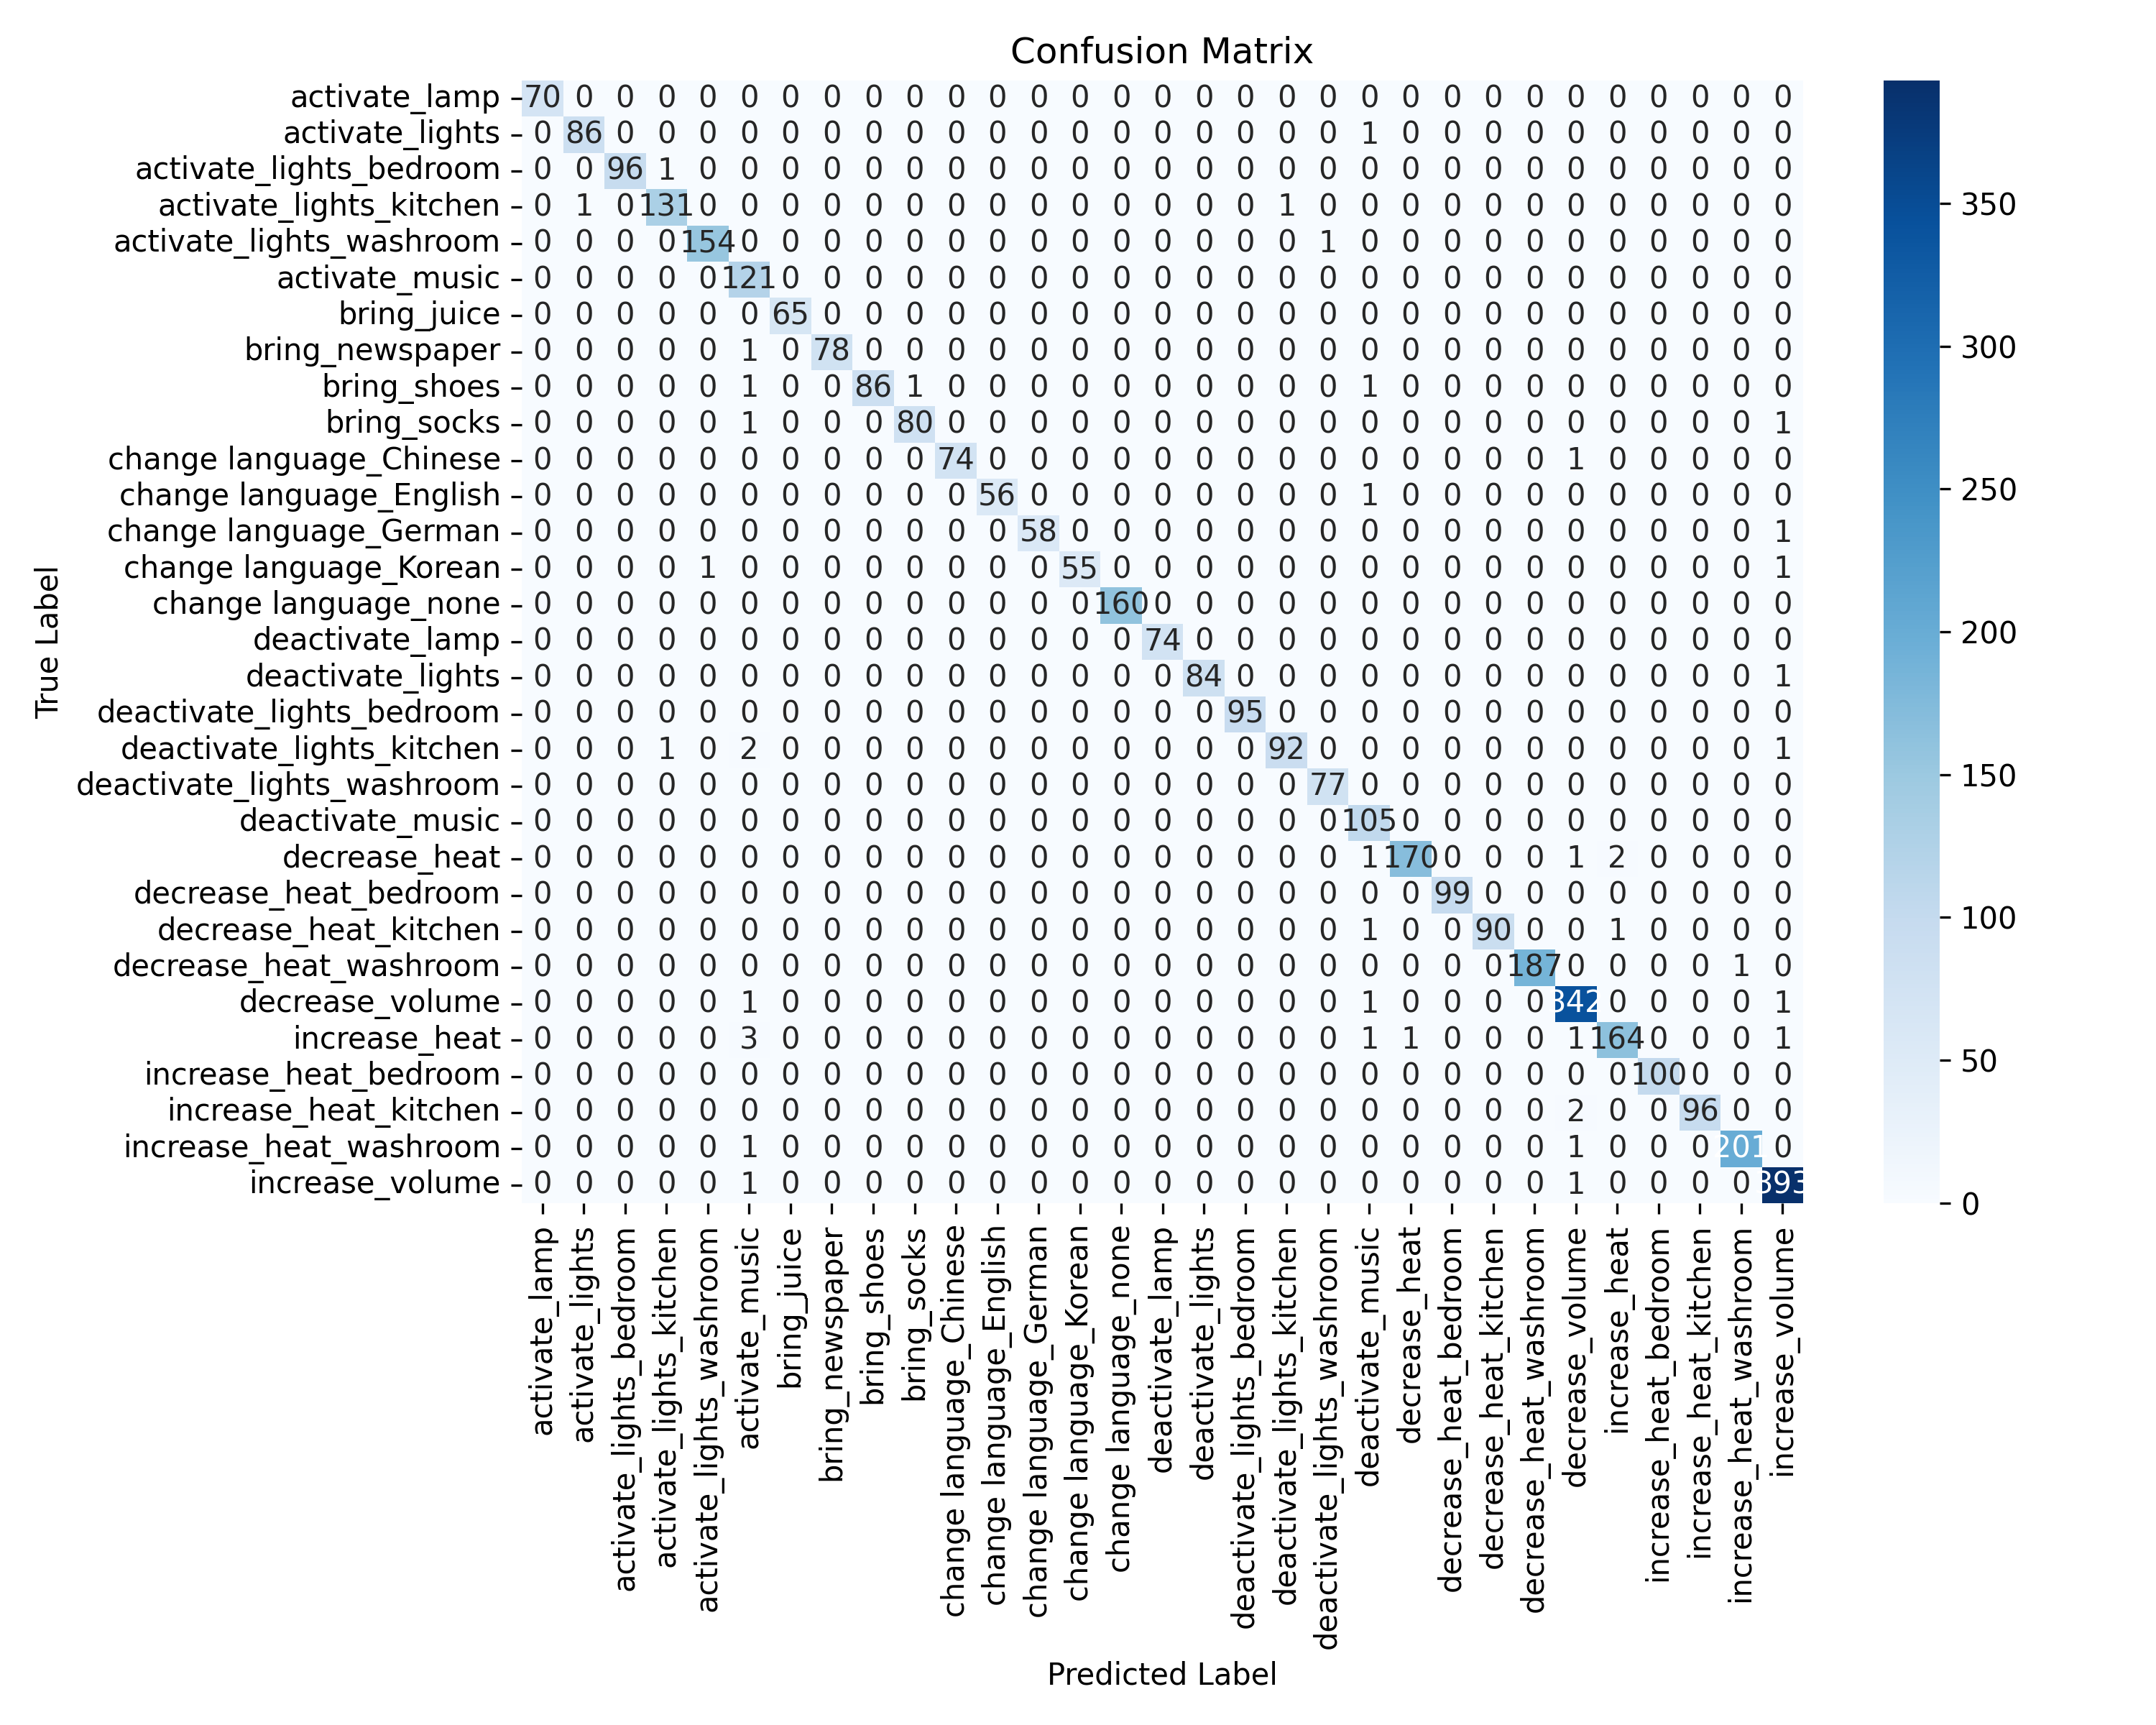 Confusion Matrix
activate_lamp 70 0 0 0 0 0 0 0 0 0 0 0 0 0 0 0 0 0 0 0 0 0 0 0 0 0 0 0 0 0 0
activate_lights 0 86 0 0 0 0 0 0 0 0 0 0 0 0 0 0 0 0 0 0 1 0 0 0 0 0 0 0 0 0 0
activate_lights_bedroom 0 0 96 1 0 0 0 0 0 0 0 0 0 0 0 0 0 0 0 0 0 0 0 0 0 0 0 0 0 0 0
activate_lights_kitchen 0 1 0 131 0 0 0 0 0 0 0 0 0 0 0 0 0 0 1 0 0 0 0 0 0 0 0 0 0 0 0
activate_lights_washroom 0 0 0 0 154 0 0 0 0 0 0 0 0 0 0 0 0 0 0 1 0 0 0 0 0 0 0 0 0 0 0
activate_music 0 0 0 0 0 121 0 0 0 0 0 0 0 0 0 0 0 0 0 0 0 0 0 0 0 0 0 0 0 0 0
bring_juice 0 0 0 0 0 0 65 0 0 0 0 0 0 0 0 0 0 0 0 0 0 0 0 0 0 0 0 0 0 0 0
bring_newspaper 0 0 0 0 0 1 0 78 0 0 0 0 0 0 0 0 0 0 0 0 0 0 0 0 0 0 0 0 0 0 0
bring_shoes 0 0 0 0 0 1 0 0 86 1 0 0 0 0 0 0 0 0 0 0 1 0 0 0 0 0 0 0 0 0 0
bring_socks 0 0 0 0 0 1 0 0 0 80 0 0 0 0 0 0 0 0 0 0 0 0 0 0 0 0 0 0 0 0 1
change language_Chinese 0 0 0 0 0 0 0 0 0 0 74 0 0 0 0 0 0 0 0 0 0 0 0 0 0 1 0 0 0 0 0
change language_English 0 0 0 0 0 0 0 0 0 0 0 56 0 0 0 0 0 0 0 0 1 0 0 0 0 0 0 0 0 0 0
change language_German 0 0 0 0 0 0 0 0 0 0 0 0 58 0 0 0 0 0 0 0 0 0 0 0 0 0 0 0 0 0 1
change language_Korean 0 0 0 0 1 0 0 0 0 0 0 0 0 55 0 0 0 0 0 0 0 0 0 0 0 0 0 0 0 0 1
change language_none 0 0 0 0 0 0 0 0 0 0 0 0 0 0 160 0 0 0 0 0 0 0 0 0 0 0 0 0 0 0 0
deactivate_lamp 0 0 0 0 0 0 0 0 0 0 0 0 0 0 0 74 0 0 0 0 0 0 0 0 0 0 0 0 0 0 0
deactivate_lights 0 0 0 0 0 0 0 0 0 0 0 0 0 0 0 0 84 0 0 0 0 0 0 0 0 0 0 0 0 0 1
deactivate_lights_bedroom 0 0 0 0 0 0 0 0 0 0 0 0 0 0 0 0 0 95 0 0 0 0 0 0 0 0 0 0 0 0 0
deactivate_lights_kitchen 0 0 0 1 0 2 0 0 0 0 0 0 0 0 0 0 0 0 92 0 0 0 0 0 0 0 0 0 0 0 1
deactivate_lights_washroom 0 0 0 0 0 0 0 0 0 0 0 0 0 0 0 0 0 0 0 77 0 0 0 0 0 0 0 0 0 0 0
deactivate_music 0 0 0 0 0 0 0 0 0 0 0 0 0 0 0 0 0 0 0 0 105 0 0 0 0 0 0 0 0 0 0
decrease_heat 0 0 0 0 0 0 0 0 0 0 0 0 0 0 0 0 0 0 0 0 1 170 0 0 0 1 2 0 0 0 0
decrease_heat_bedroom 0 0 0 0 0 0 0 0 0 0 0 0 0 0 0 0 0 0 0 0 0 0 99 0 0 0 0 0 0 0 0
decrease_heat_kitchen 0 0 0 0 0 0 0 0 0 0 0 0 0 0 0 0 0 0 0 0 1 0 0 90 0 0 1 0 0 0 0
decrease_heat_washroom 0 0 0 0 0 0 0 0 0 0 0 0 0 0 0 0 0 0 0 0 0 0 0 0 187 0 0 0 0 1 0
decrease_volume 0 0 0 0 0 1 0 0 0 0 0 0 0 0 0 0 0 0 0 0 1 0 0 0 0 342 0 0 0 0 1
increase_heat 0 0 0 0 0 3 0 0 0 0 0 0 0 0 0 0 0 0 0 0 1 1 0 0 0 1 164 0 0 0 1
increase_heat_bedroom 0 0 0 0 0 0 0 0 0 0 0 0 0 0 0 0 0 0 0 0 0 0 0 0 0 0 0 100 0 0 0
increase_heat_kitchen 0 0 0 0 0 0 0 0 0 0 0 0 0 0 0 0 0 0 0 0 0 0 0 0 0 2 0 0 96 0 0
increase_heat_washroom 0 0 0 0 0 1 0 0 0 0 0 0 0 0 0 0 0 0 0 0 0 0 0 0 0 1 0 0 0 201 0
increase_volume 0 0 0 0 0 1 0 0 0 0 0 0 0 0 0 0 0 0 0 0 0 0 0 0 0 1 0 0 0 0 393
True Label
activate_lamp
activate_lights
activate_lights_bedroom
activate_lights_kitchen
activate_lights_washroom
activate_music
bring_juice
bring_newspaper
bring_shoes
bring_socks
change language_Chinese
change language_English
change language_German
change language_Korean
change language_none
deactivate_lamp
deactivate_lights
deactivate_lights_bedroom
deactivate_lights_kitchen
deactivate_lights_washroom
deactivate_music
decrease_heat
decrease_heat_bedroom
decrease_heat_kitchen
decrease_heat_washroom
decrease_volume
increase_heat
increase_heat_bedroom
increase_heat_kitchen
increase_heat_washroom
increase_volume
Predicted Label
350
300
250
200
150
100
50
0